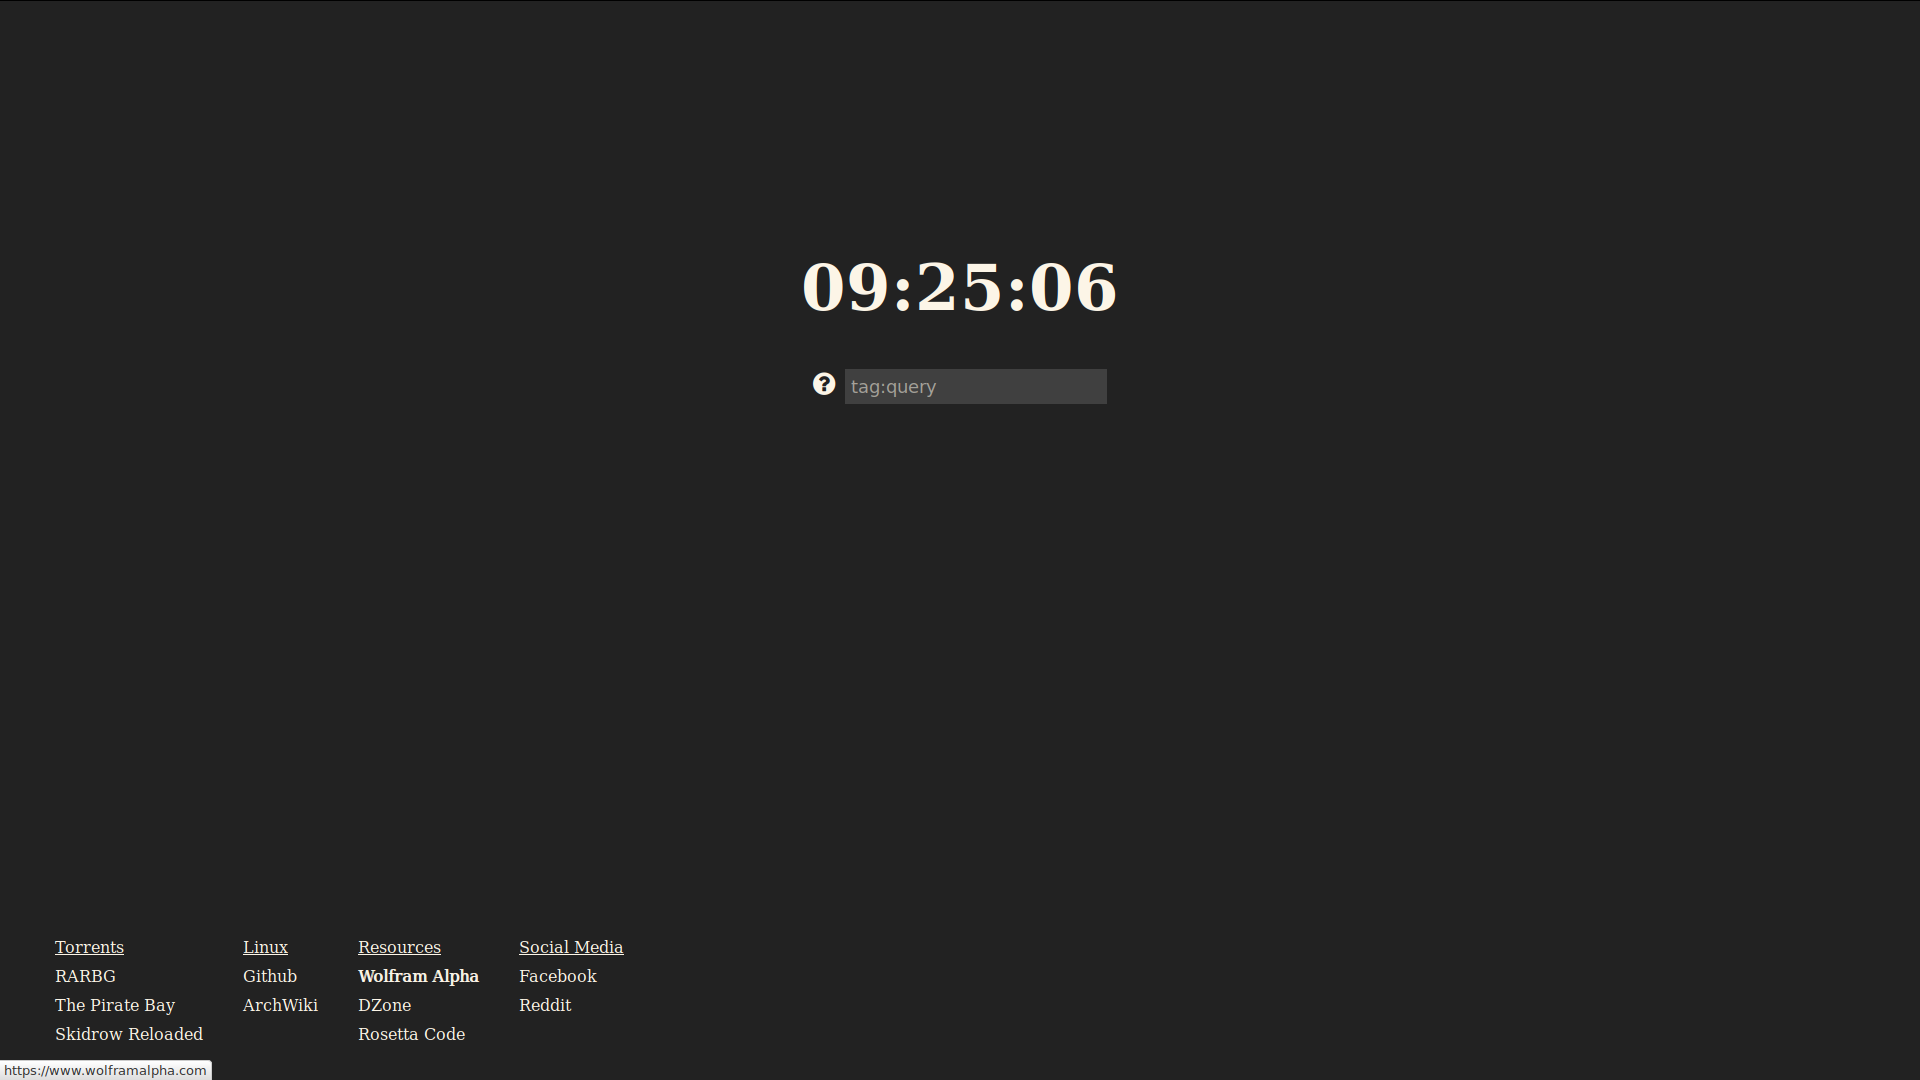 09:25:06
tag:query
Torrents
RARBG
The Pirate Bay
Skidrow Reloaded
Linux
Github
ArchWiki
Resources
Wolfram Alpha
DZone
Rosetta Code
Social Media
Facebook
Reddit
https://www.wolframalpha.com